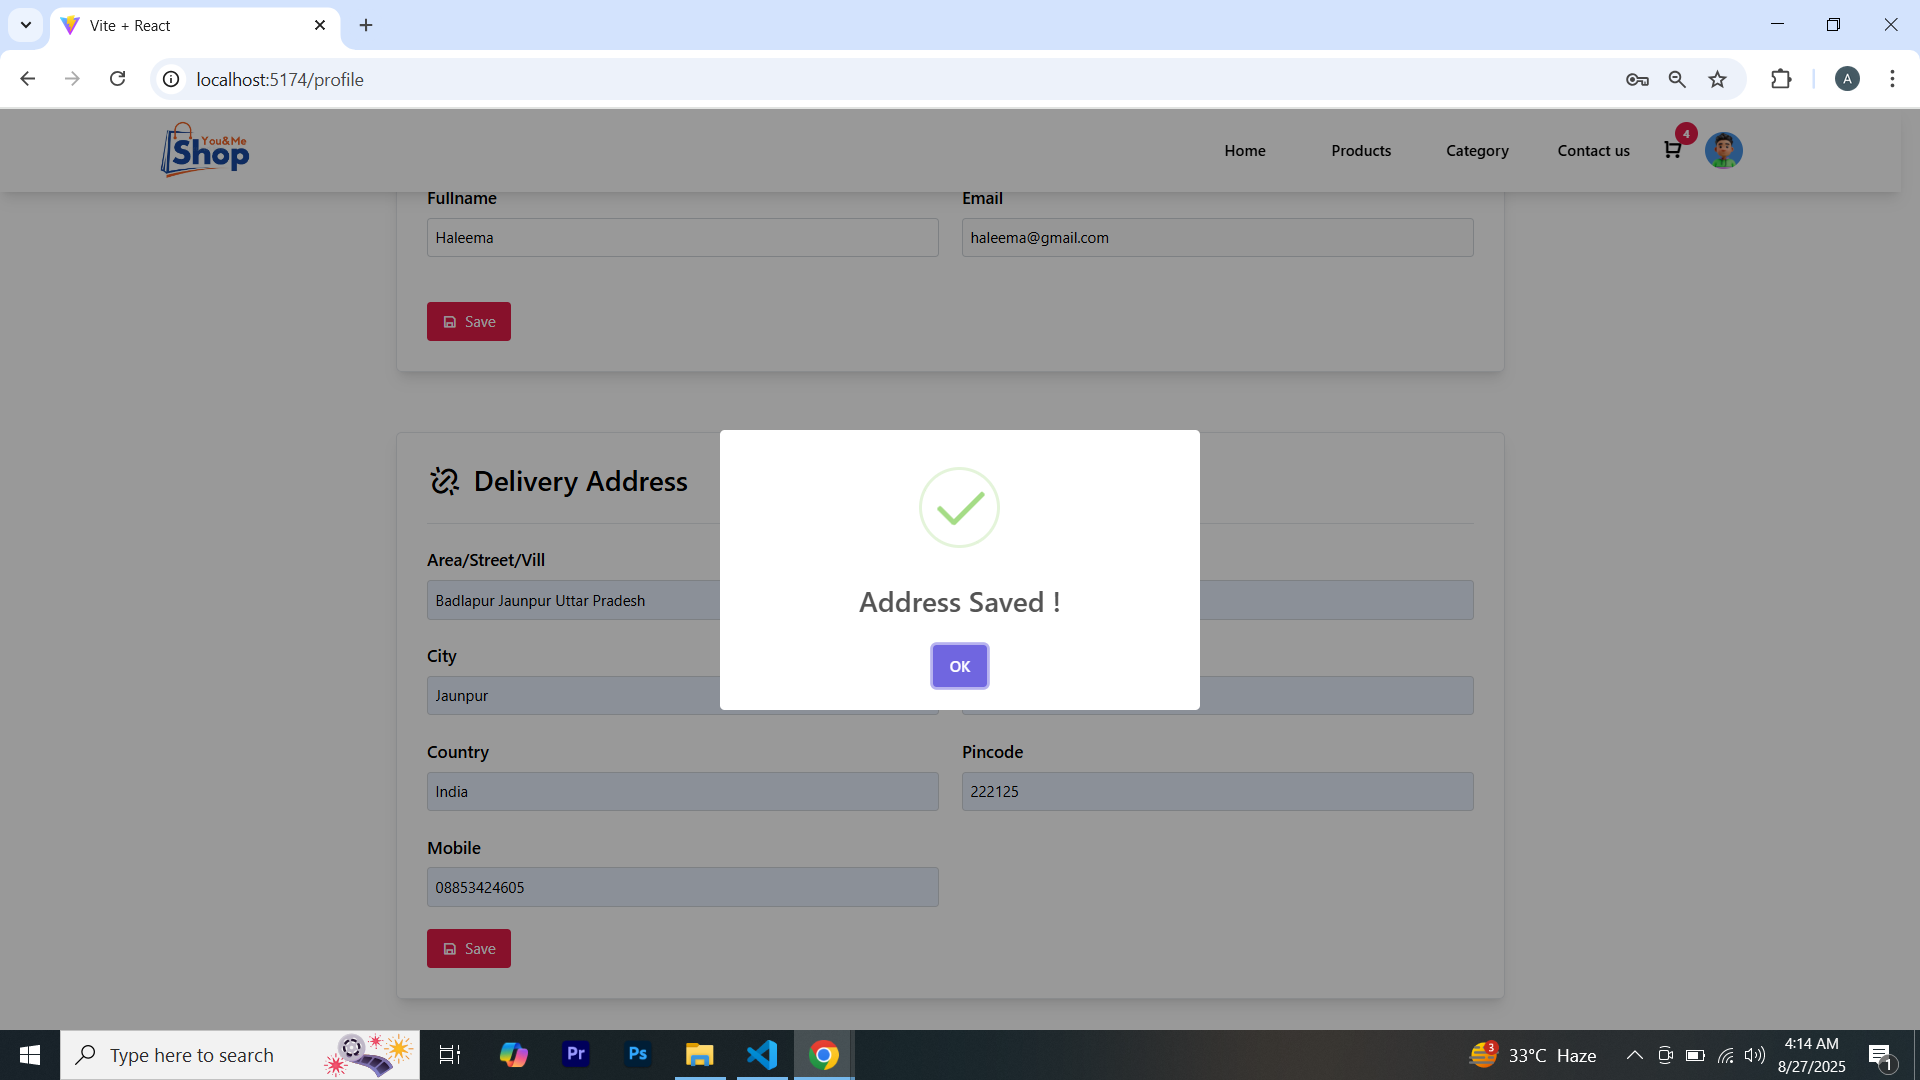 Vite + React
localhost:5174/profile
A
You&Me
Shop
Home
Products
Category
Contact us
4
Fullname
Email
Haleema
haleema@gmail.com
Save
Delivery Address
Address Saved !
OK
Area/Street/Vill
Badlapur Jaunpur Uttar Pradesh
City
Jaunpur
Country
Pincode
India
222125
Mobile
08853424605
Save
Type here to search
Pr
Ps
3
33°C Haze
4:14 AM
8/27/2025
1